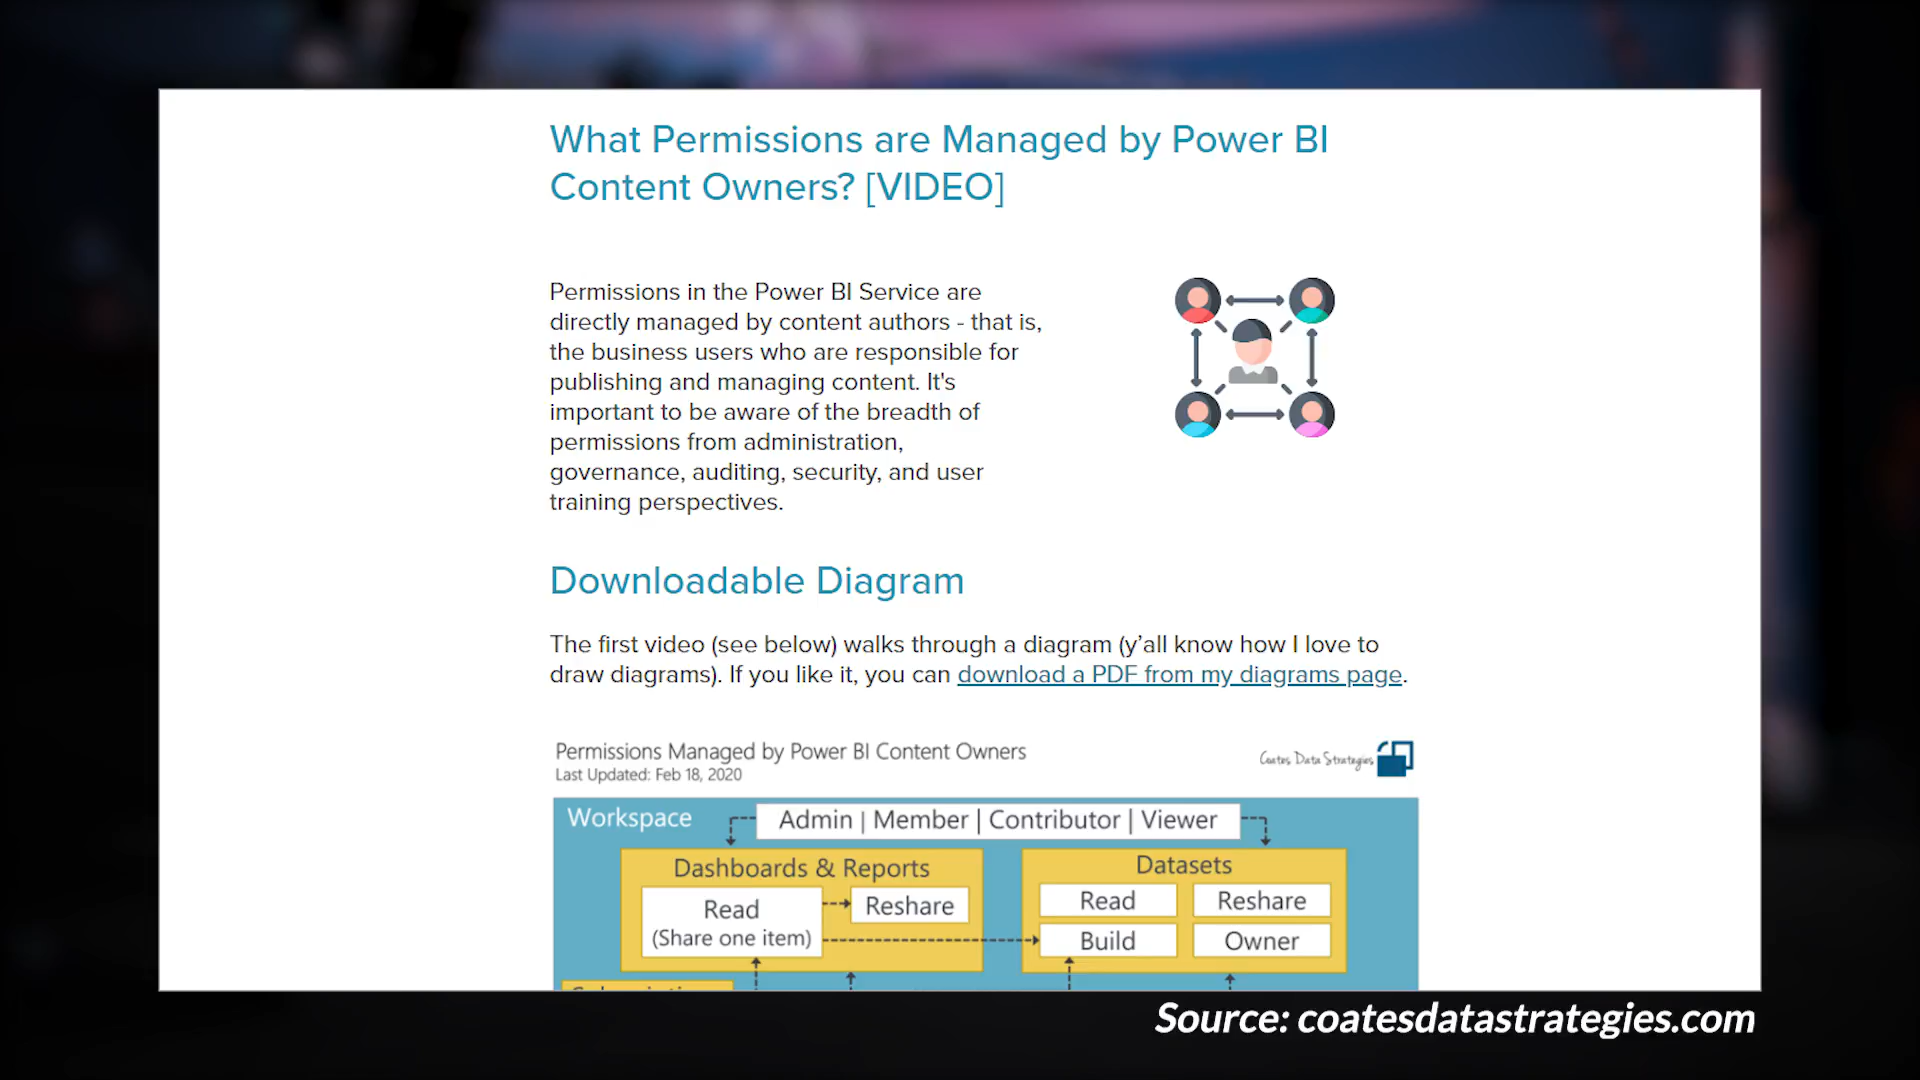 What Permissions are Managed by Power BI
Content Owners? [VIDEO]
Permissions in the Power BI Service are
directly managed by content authors - that is,
the business users who are responsible for
publishing and managing content. It's
important to be aware of the breadth of
permissions from administration,
governance, auditing, security, and user
training perspectives.
Downloadable Diagram
The first video (see below) walks through a diagram (y’all know how I love to
draw diagrams). If you like it, you can download a PDF from my diagrams page.
Permissions Managed by Power BI Content Owners
Last Updated: Feb 18, 2020
Coates Data Strategies
Workspace
Admin | Member | Contributor | Viewer
Dashboards & Reports
Read
(Share one item)
Reshare
Datasets
Read
Reshare
Build
Owner
Source: coatesdatastrategies.com